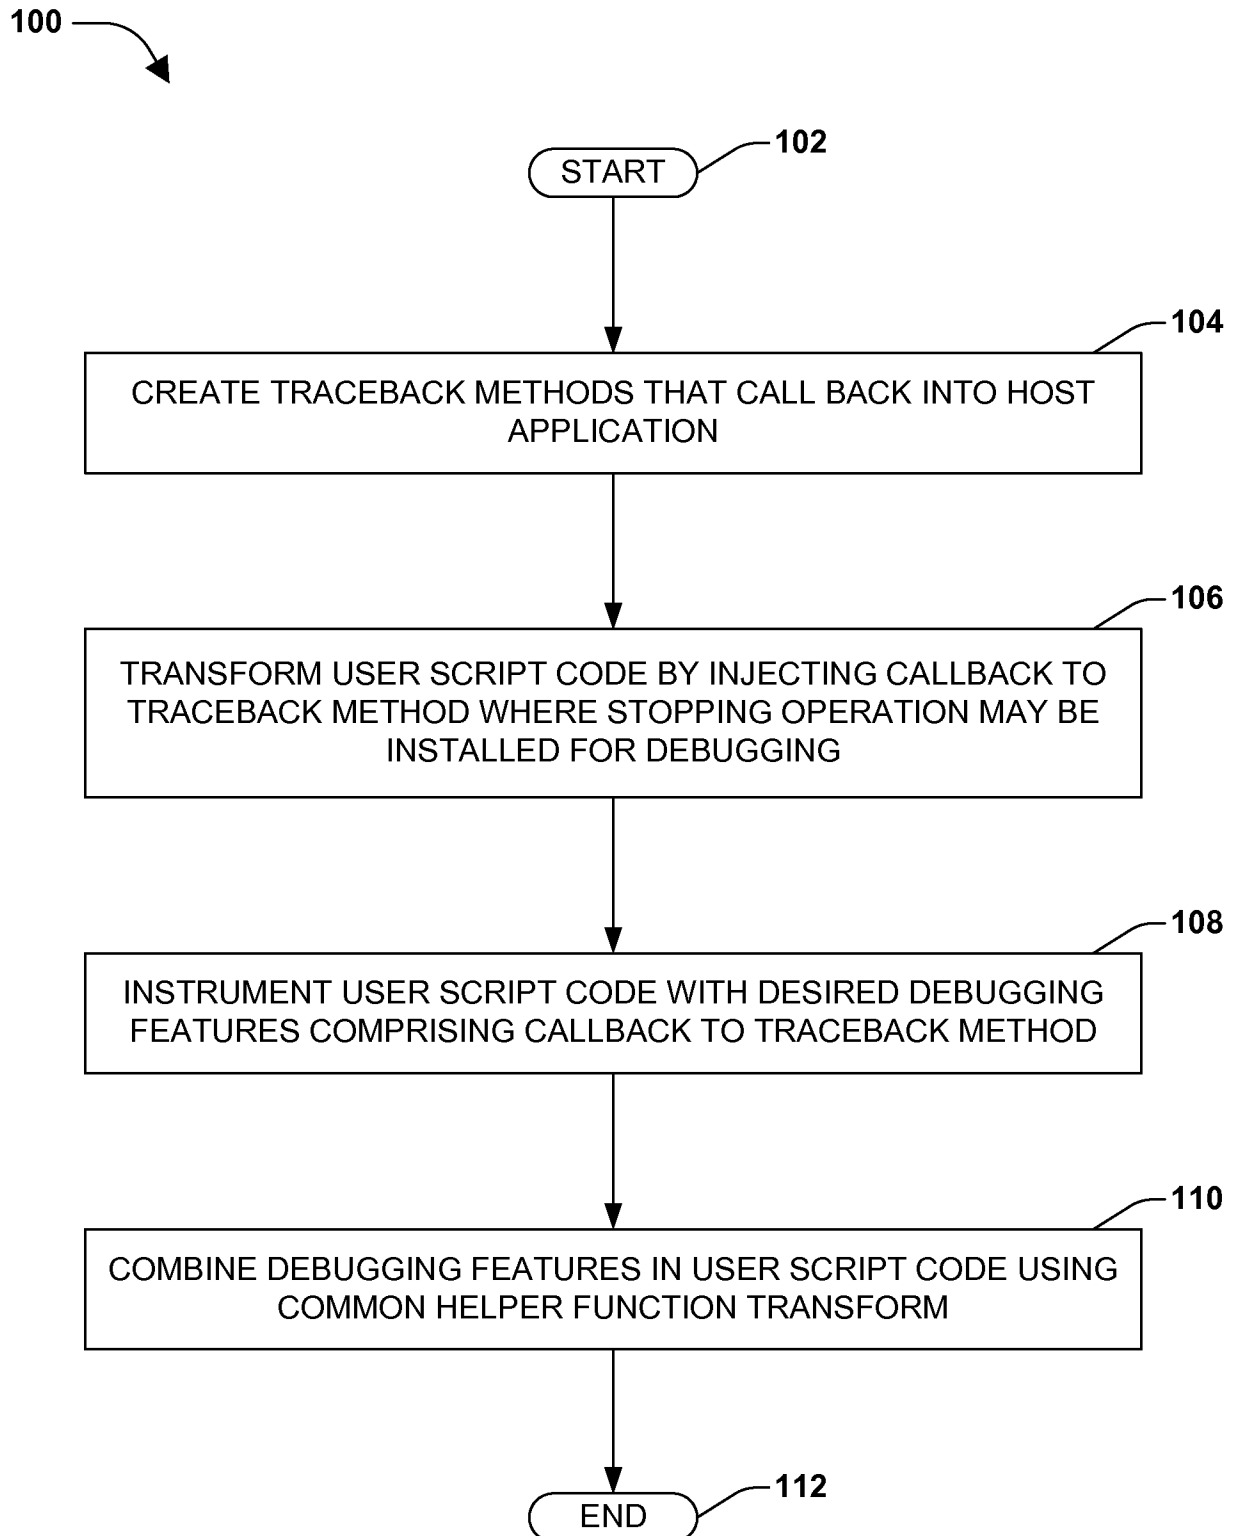 100
102
START
104
CREATE TRACEBACK METHODS THAT CALL BACK INTO HOST
APPLICATION
106
TRANSFORM USER SCRIPT CODE BY INJECTING CALLBACK TO
TRACEBACK METHOD WHERE STOPPING OPERATION MAY BE
INSTALLED FOR DEBUGGING
108
INSTRUMENT USER SCRIPT CODE WITH DESIRED DEBUGGING
FEATURES COMPRISING CALLBACK TO TRACEBACK METHOD
110
COMBINE DEBUGGING FEATURES IN USER SCRIPT CODE USING
COMMON HELPER FUNCTION TRANSFORM
112
END